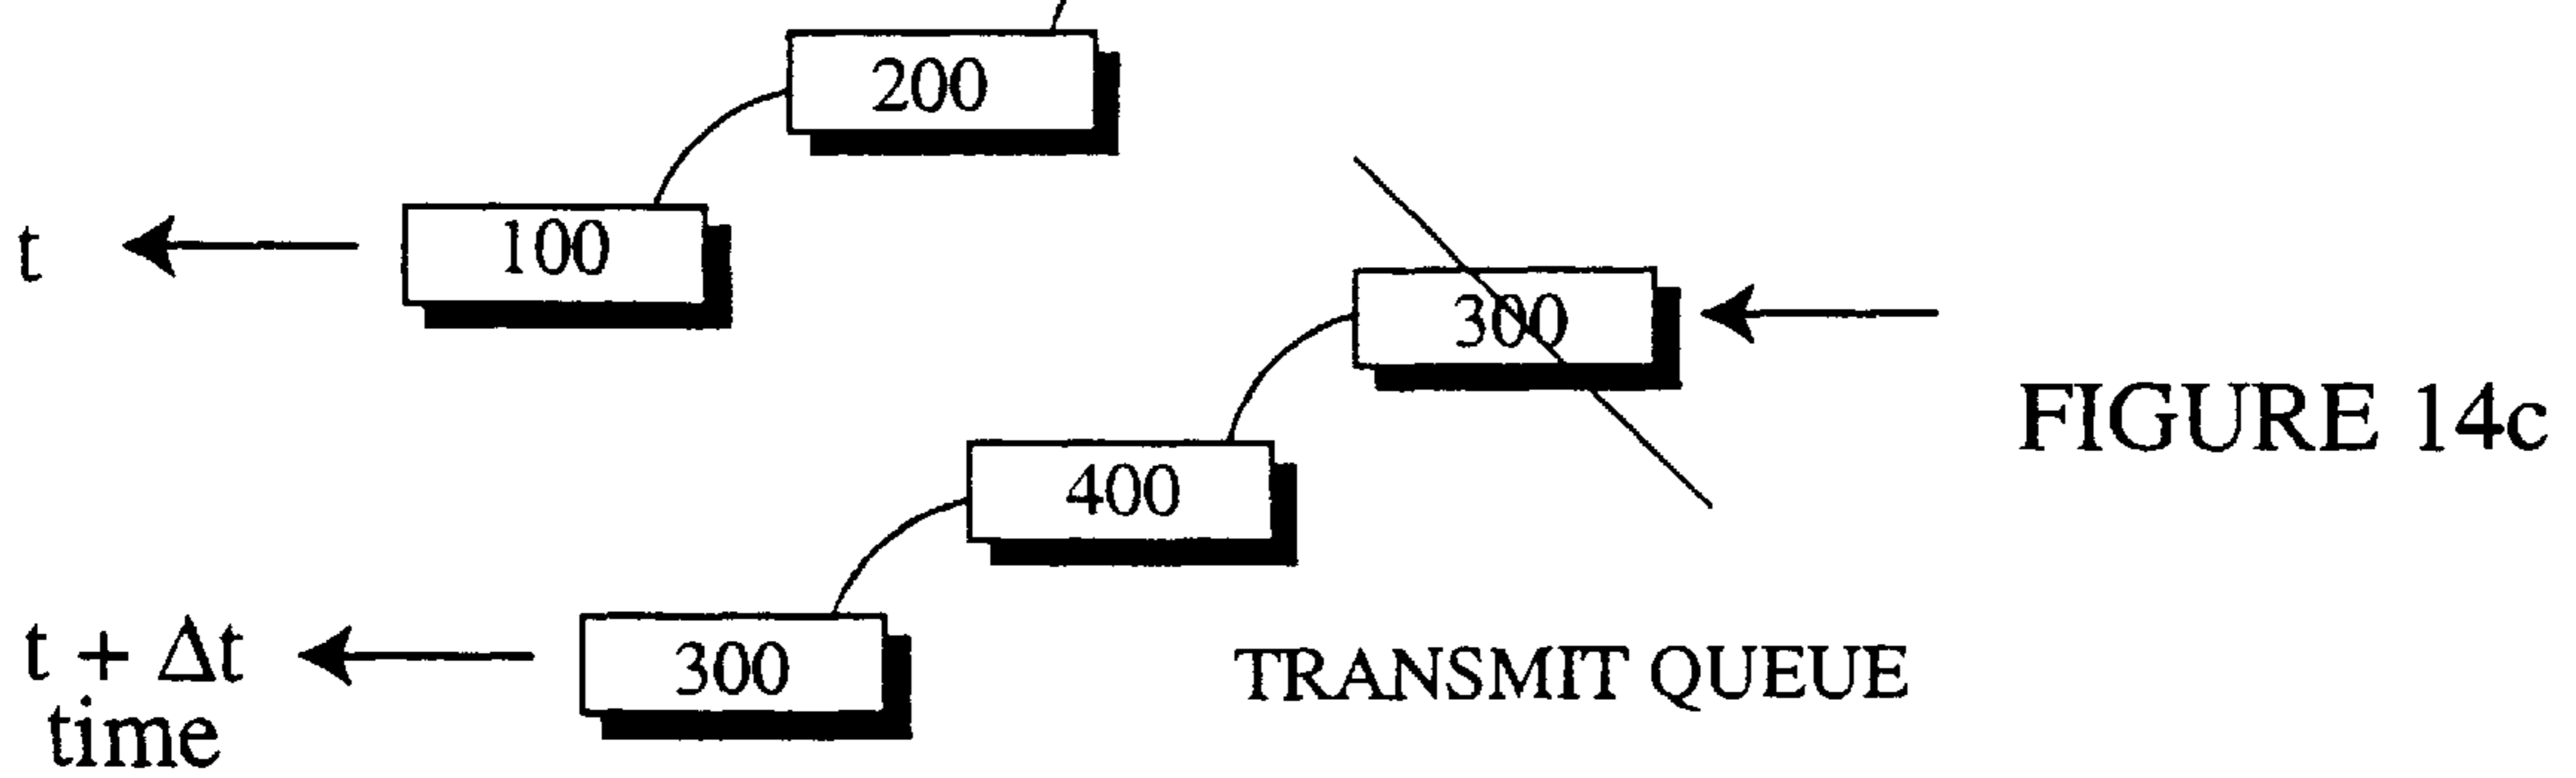 200
t
100
300
FIGURE 14c
400
t + Δt
time
300
TRANSMIT QUEUE